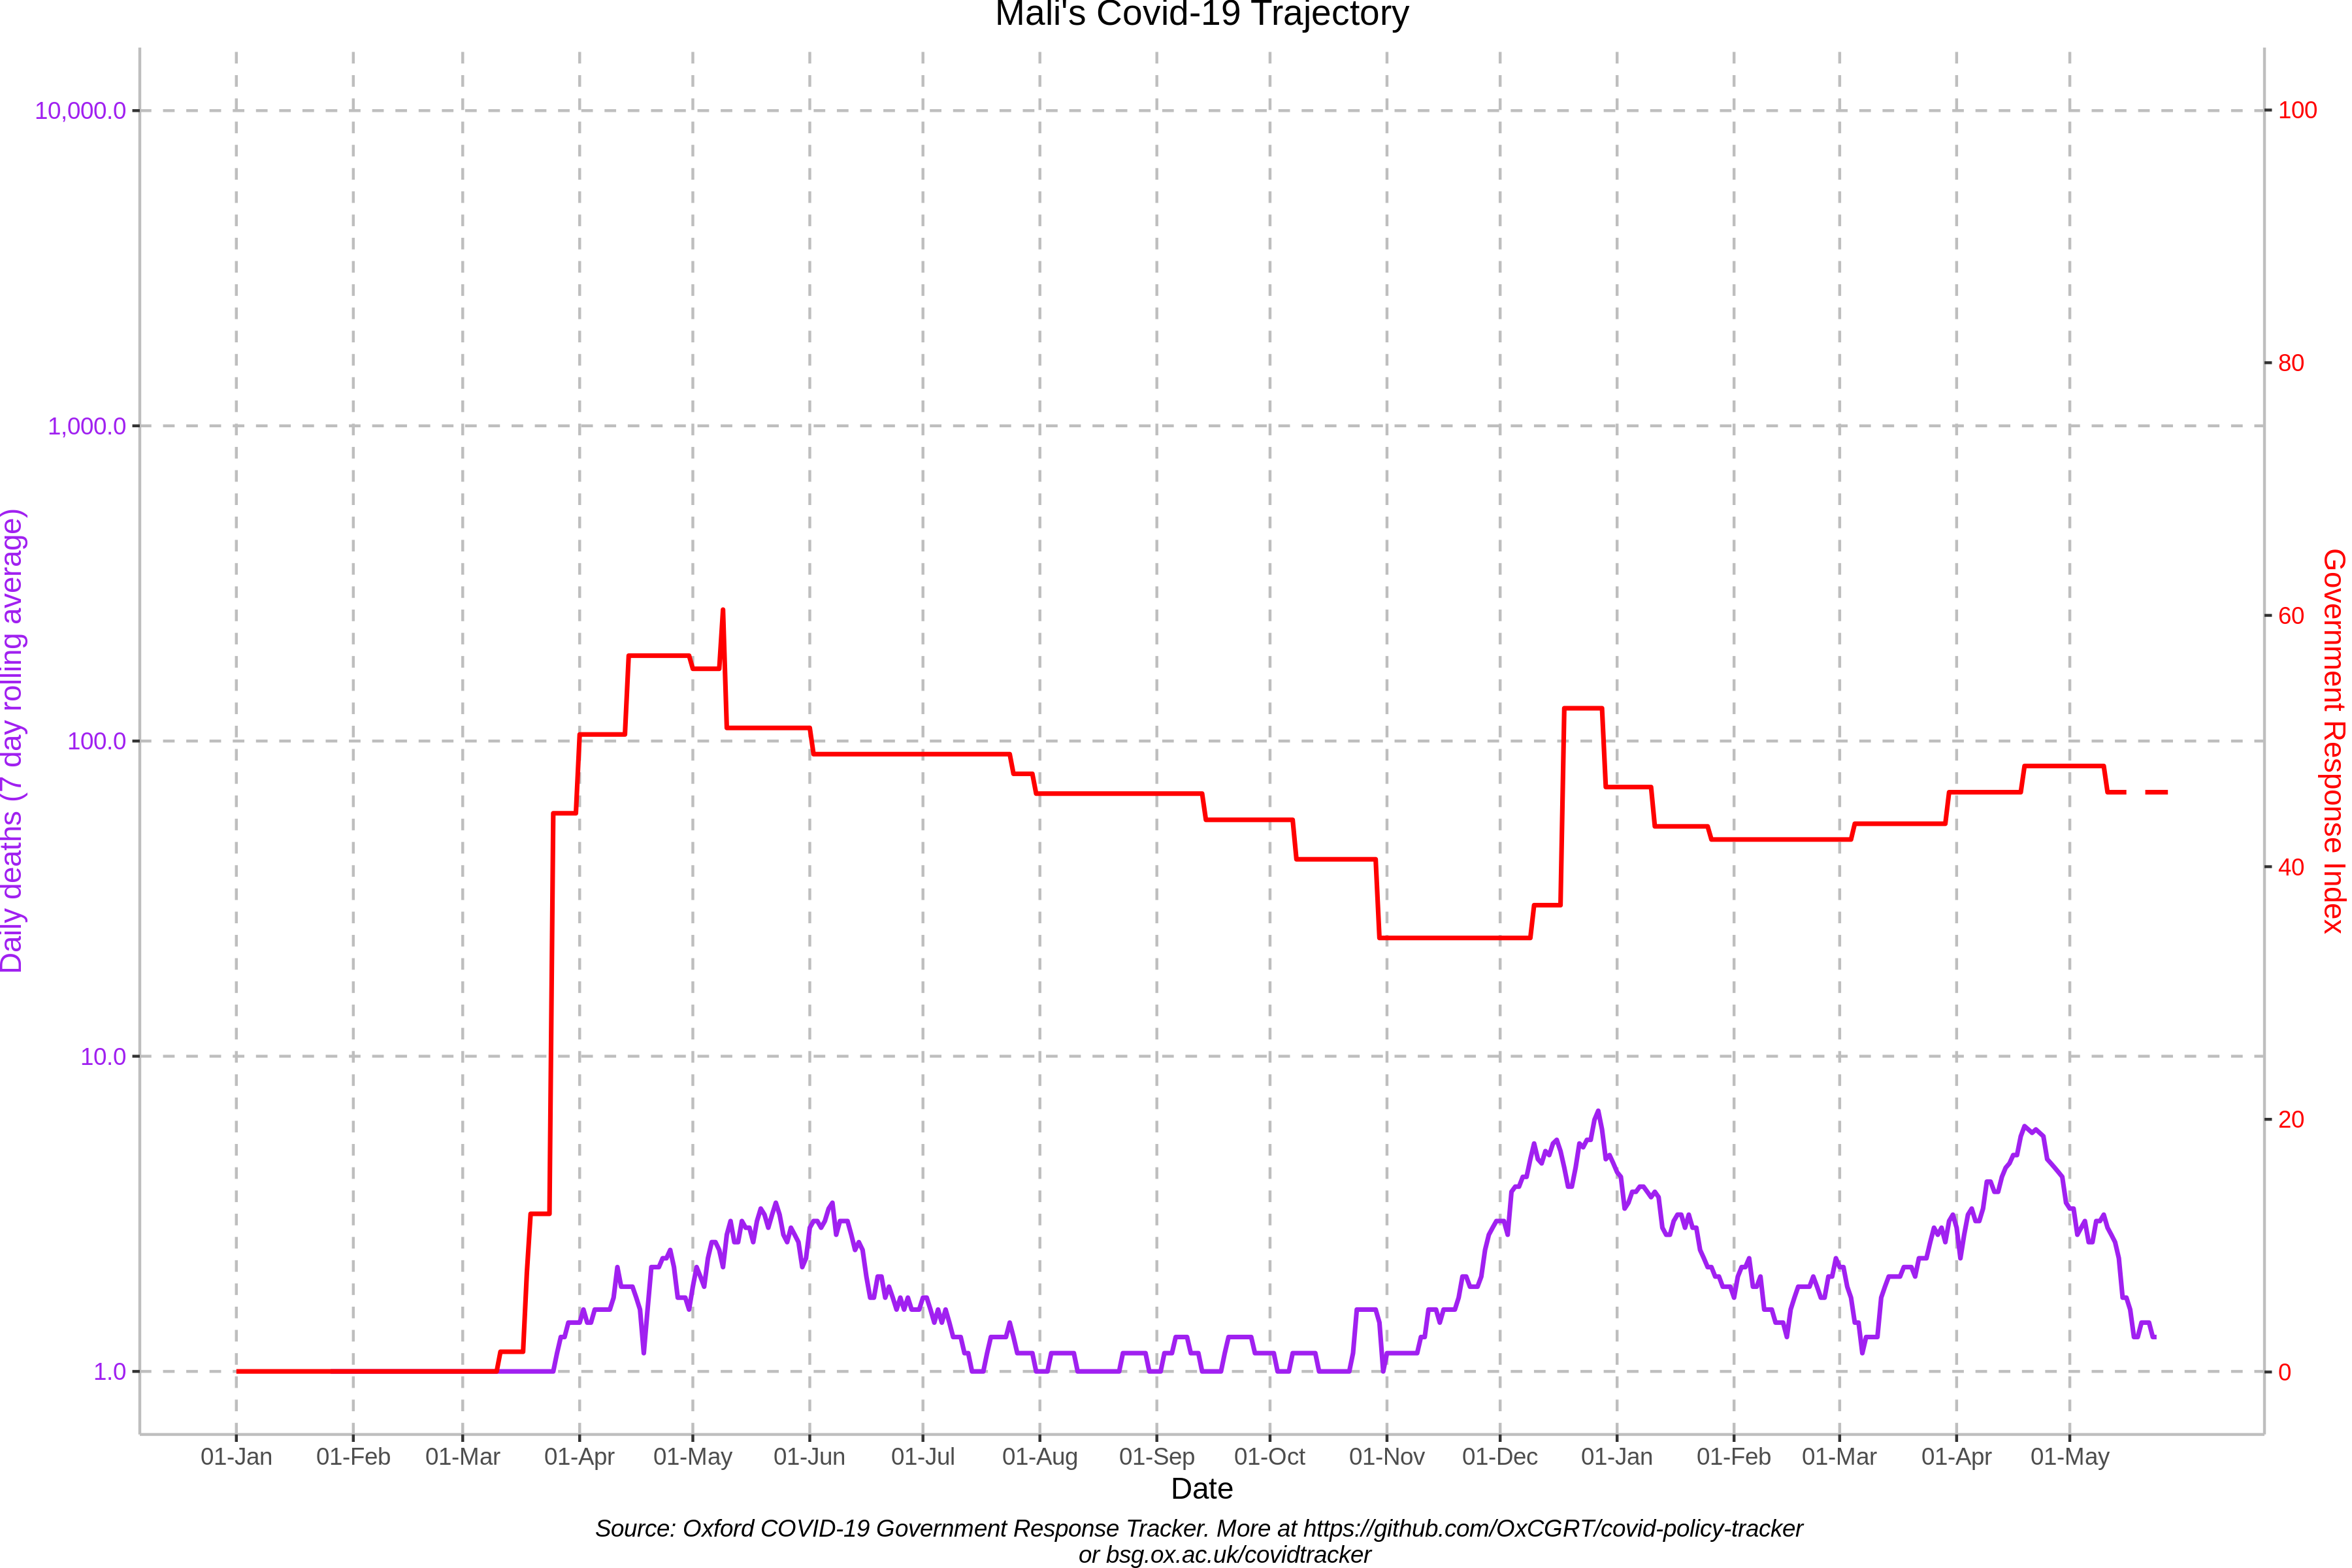 Mali's Covid-19 Trajectory
10,000.0
1,000.0
100.0
10.0
1.0
Daily deaths (7 day rolling average)
100
80
60
40
20
0
Government Response Index
01-Jan 01-Feb 01-Mar 01-Apr 01-May 01-Jun 01-Jul 01-Aug 01-Sep 01-Oct 01-Nov 01-Dec 01-Jan 01-Feb 01-Mar 01-Apr 01-May
Date
Source: Oxford COVID-19 Government Response Tracker. More at https://github.com/OxCGRT/covid-policy-tracker
or bsg.ox.ac.uk/covidtracker